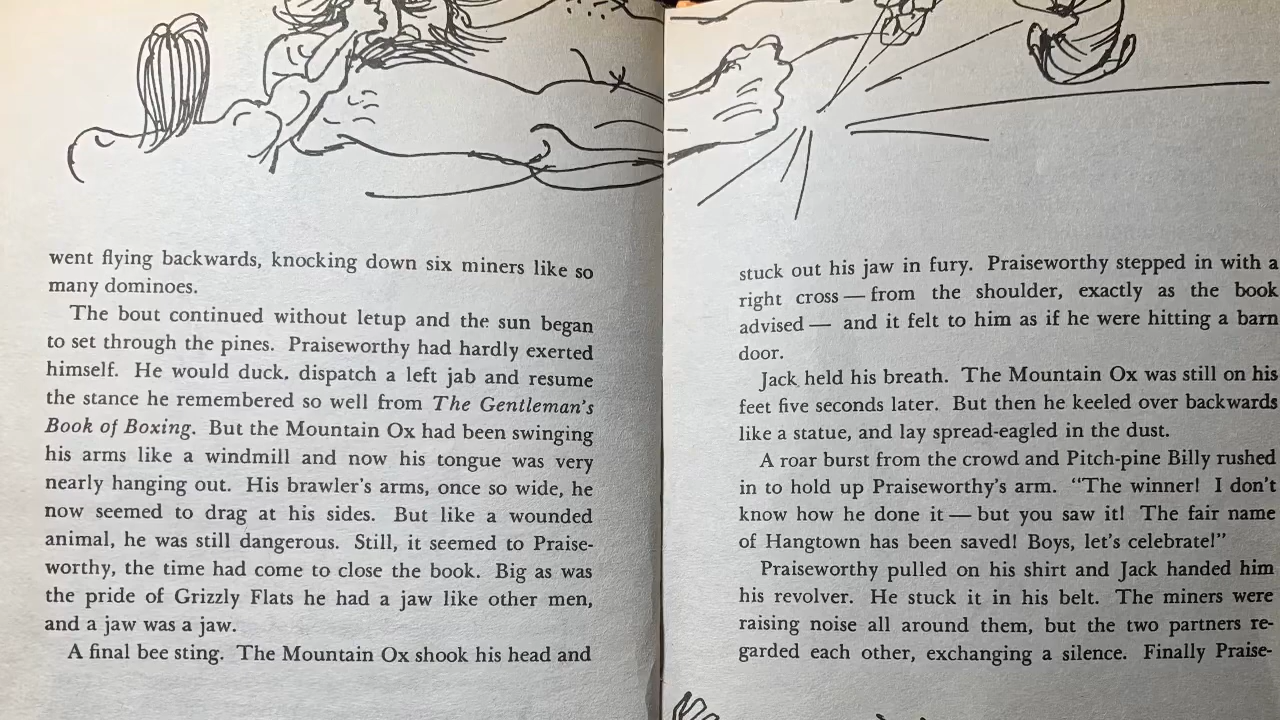 went flying backwards, knocking down six miners like so
many dominoes.
The bout continued without letup and the sun began
to set through the pines. Praiseworthy had hardly exerted
himself. He would duck, dispatch a left jab and resume
the stance he remembered so well from The Gentleman's
Book of Boxing. But the Mountain Ox had been swinging
his arms like a windmill and now his tongue was very
nearly hanging out. His brawler's arms, once so wide, he
now seemed to drag at his sides. But like a wounded
animal, he was still dangerous. Still, it seemed to Praise-
worthy, the time had come to close the book. Big as was
the pride of Grizzly Flats he had a jaw like other men,
and a jaw was a jaw.
A final bee sting. The Mountain Ox shook his head and
stuck out his jaw in fury. Praiseworthy stepped in with a
right cross — from the shoulder, exactly as the book
advised — and it felt to him as if he were hitting a barn
door.
Jack held his breath. The Mountain Ox was still on his
feet five seconds later. But then he keeled over backwards
like a statue, and lay spread-eagled in the dust.
A roar burst from the crowd and Pitch-pine Billy rushed
in to hold up Praiseworthy's arm. "The winner! I don't
know how he done it — but you saw it! The fair name
of Hangtown has been saved! Boys, let's celebrate!"
Praiseworthy pulled on his shirt and Jack handed him
his revolver. He stuck it in his belt. The miners were
raising noise all around them, but the two partners re-
garded each other, exchanging a silence. Finally Praise-